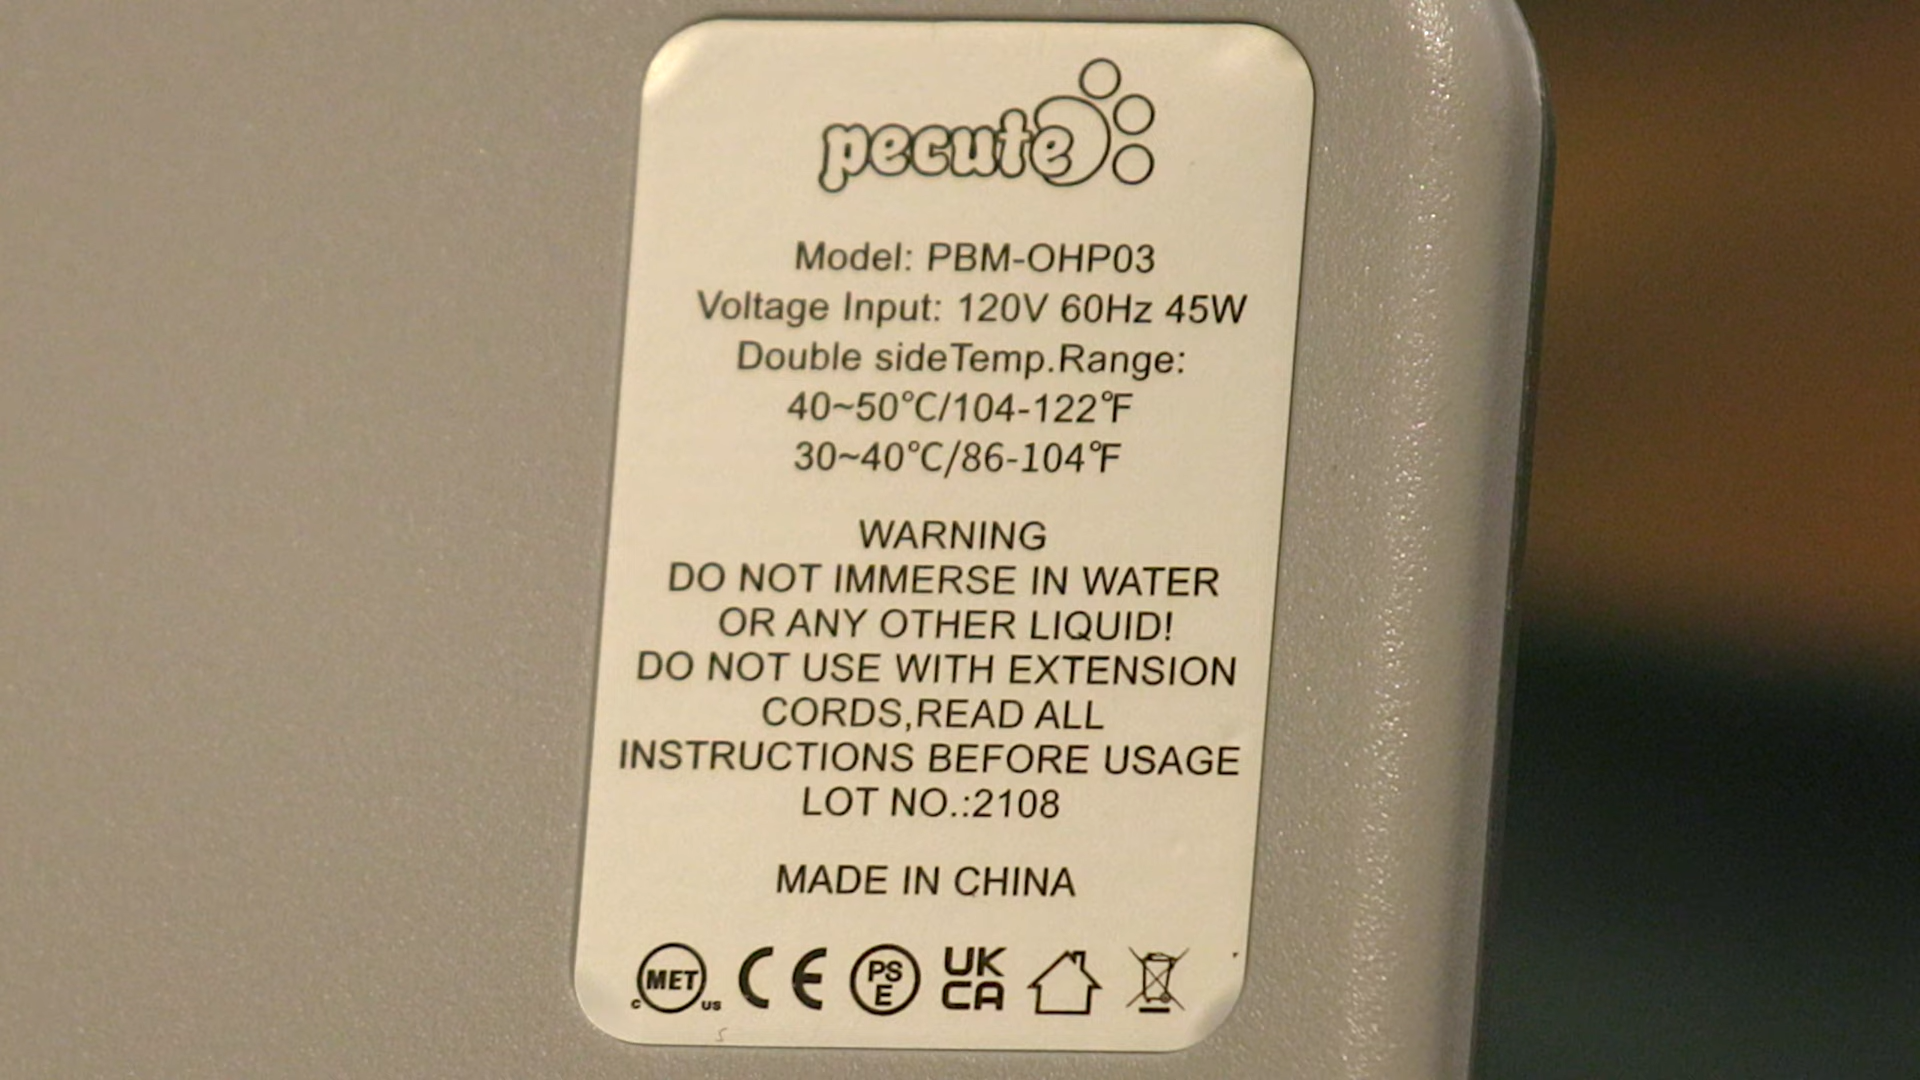 pecute
Model: PBM-OHP03
Voltage Input: 120V 60Hz 45W
Double sideTemp.Range:
40~50℃/104-122℉
30~40℃/86-104℉
WARNING
DO NOT IMMERSE IN WATER
OR ANY OTHER LIQUID!
DO NOT USE WITH EXTENSION
CORDS,READ ALL
INSTRUCTIONS BEFORE USAGE
LOT NO.:2108
MADE IN CHINA
c MET us CE PS E UK CA